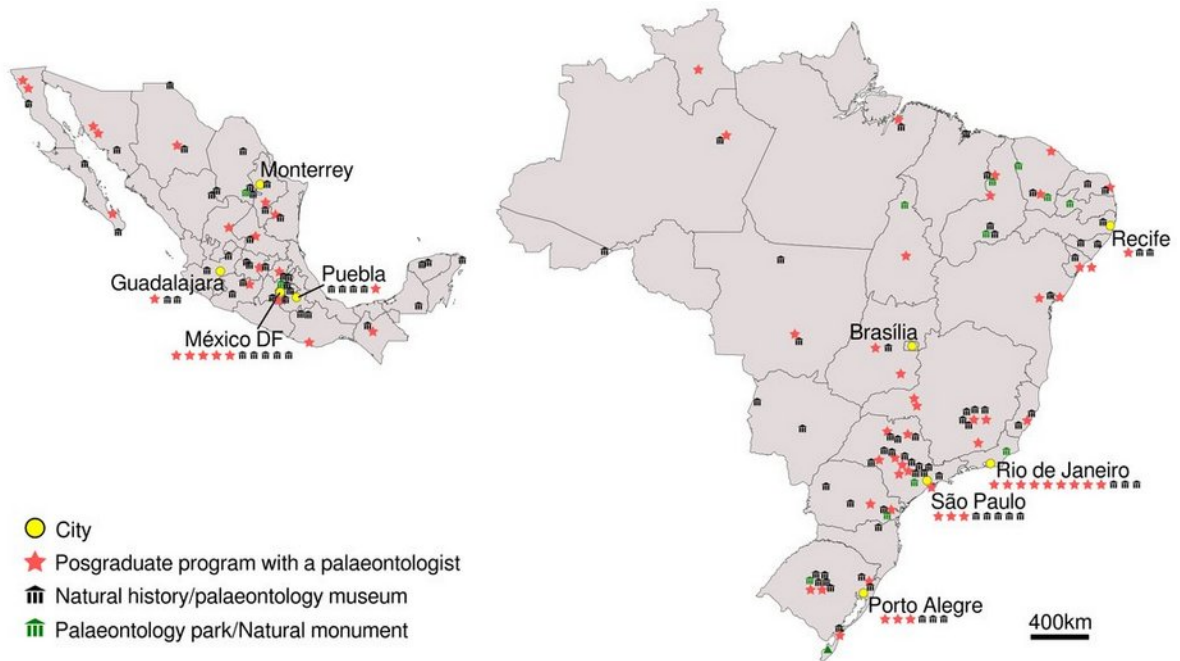 Monterrey
Guadalajara
Puebla
México DF
Recife
Brasília
Rio de Janeiro
São Paulo
Porto Alegre
City
Posgraduate program with a palaeontologist
Natural history/palaeontology museum
Palaeontology park/Natural monument
400km